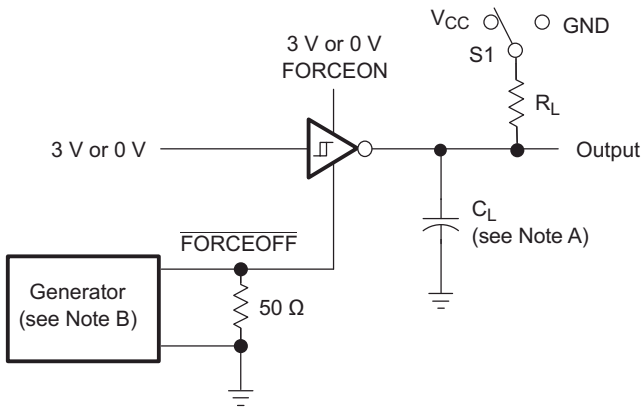 VCC
GND
S1
3 V or 0 V
FORCEON
RL
3 V or 0 V
Output
CL
(see Note A)
FORCEOFF
Generator
(see Note B)
50 Ω